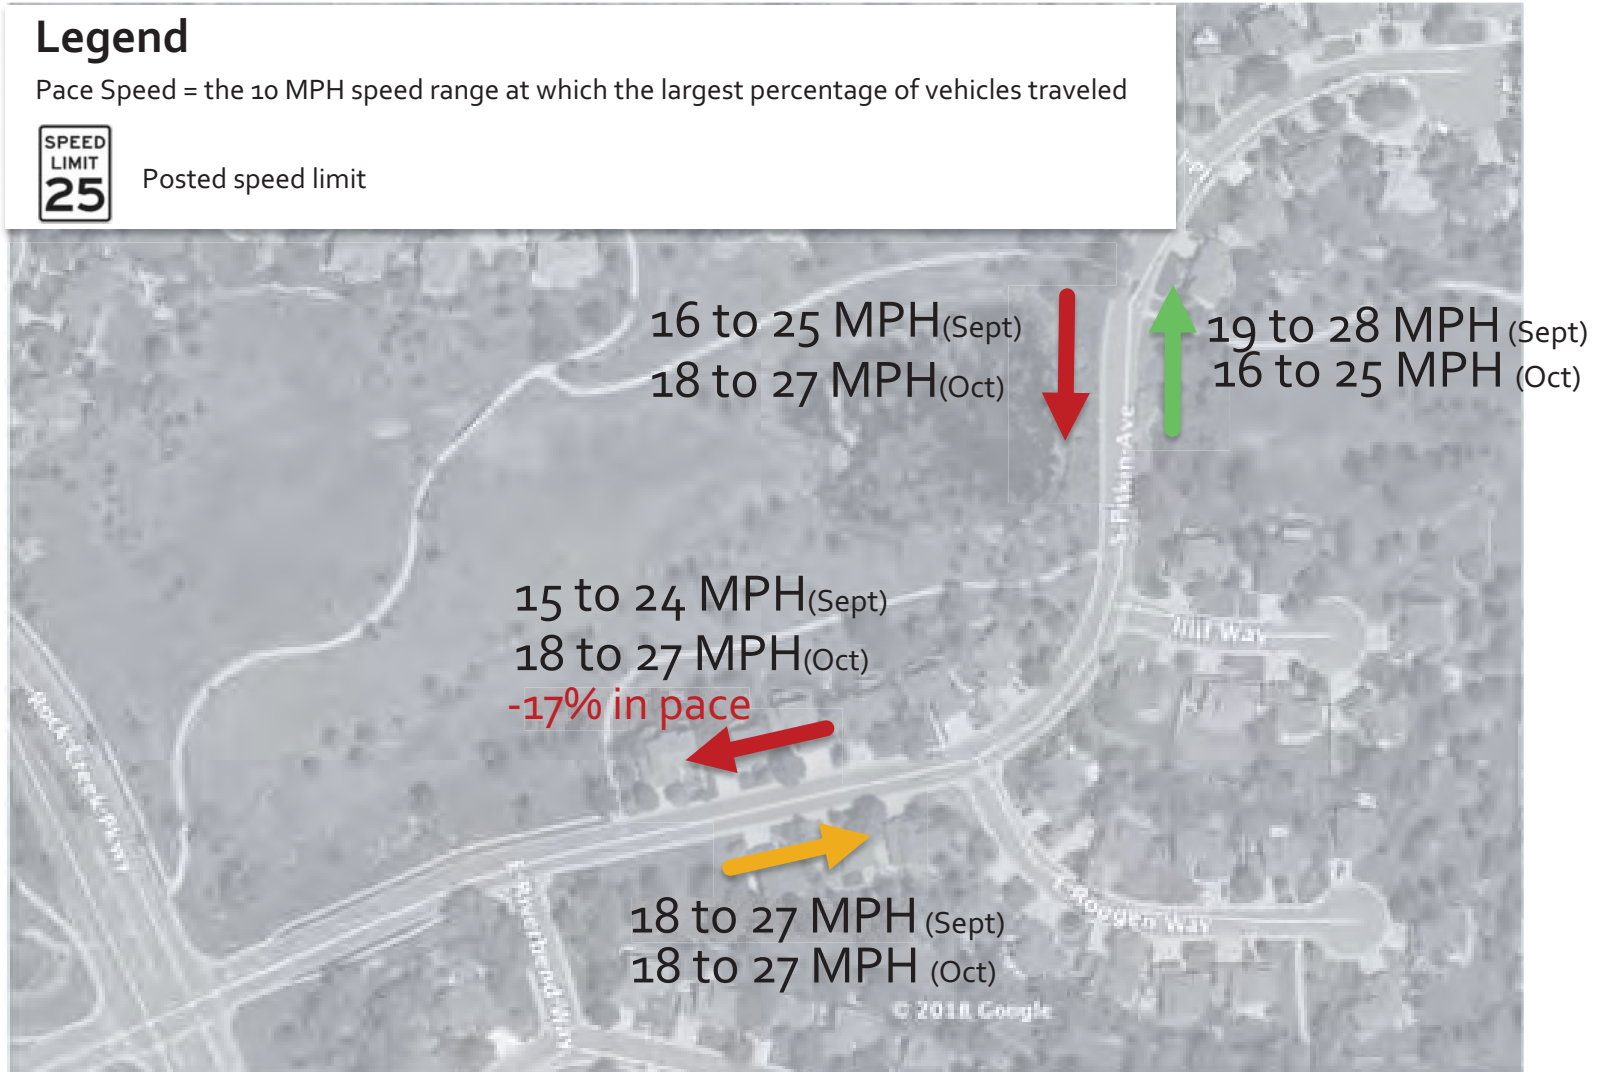 Legend
Pace Speed = the 10 MPH speed range at which the largest percentage of vehicles traveled
SPEED
LIMIT
25
Posted speed limit
16 to 25 MPH(Sept)
18 to 27 MPH(Oct)
19 to 28 MPH (Sept)
16 to 25 MPH (Oct)
S Pitkin Ave
15 to 24 MPH(Sept)
18 to 27 MPH(Oct)
-17% in pace
Rock Creek Pkwy
E Riverbend Way
E Roggen Way
18 to 27 MPH (Sept)
18 to 27 MPH (Oct)
© 2018 Google